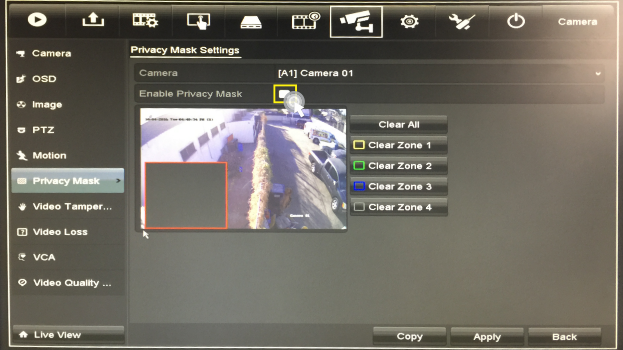 Camera
Camera
OSD
Image
PTZ
Motion
Privacy Mask
Video Tamper...
Video Loss
VCA
Video Quality ...
Live View
Privacy Mask Settings
Camera [A1] Camera 01
Enable Privacy Mask
Clear All
Clear Zone 1
Clear Zone 2
Clear Zone 3
Clear Zone 4
Copy Apply Back